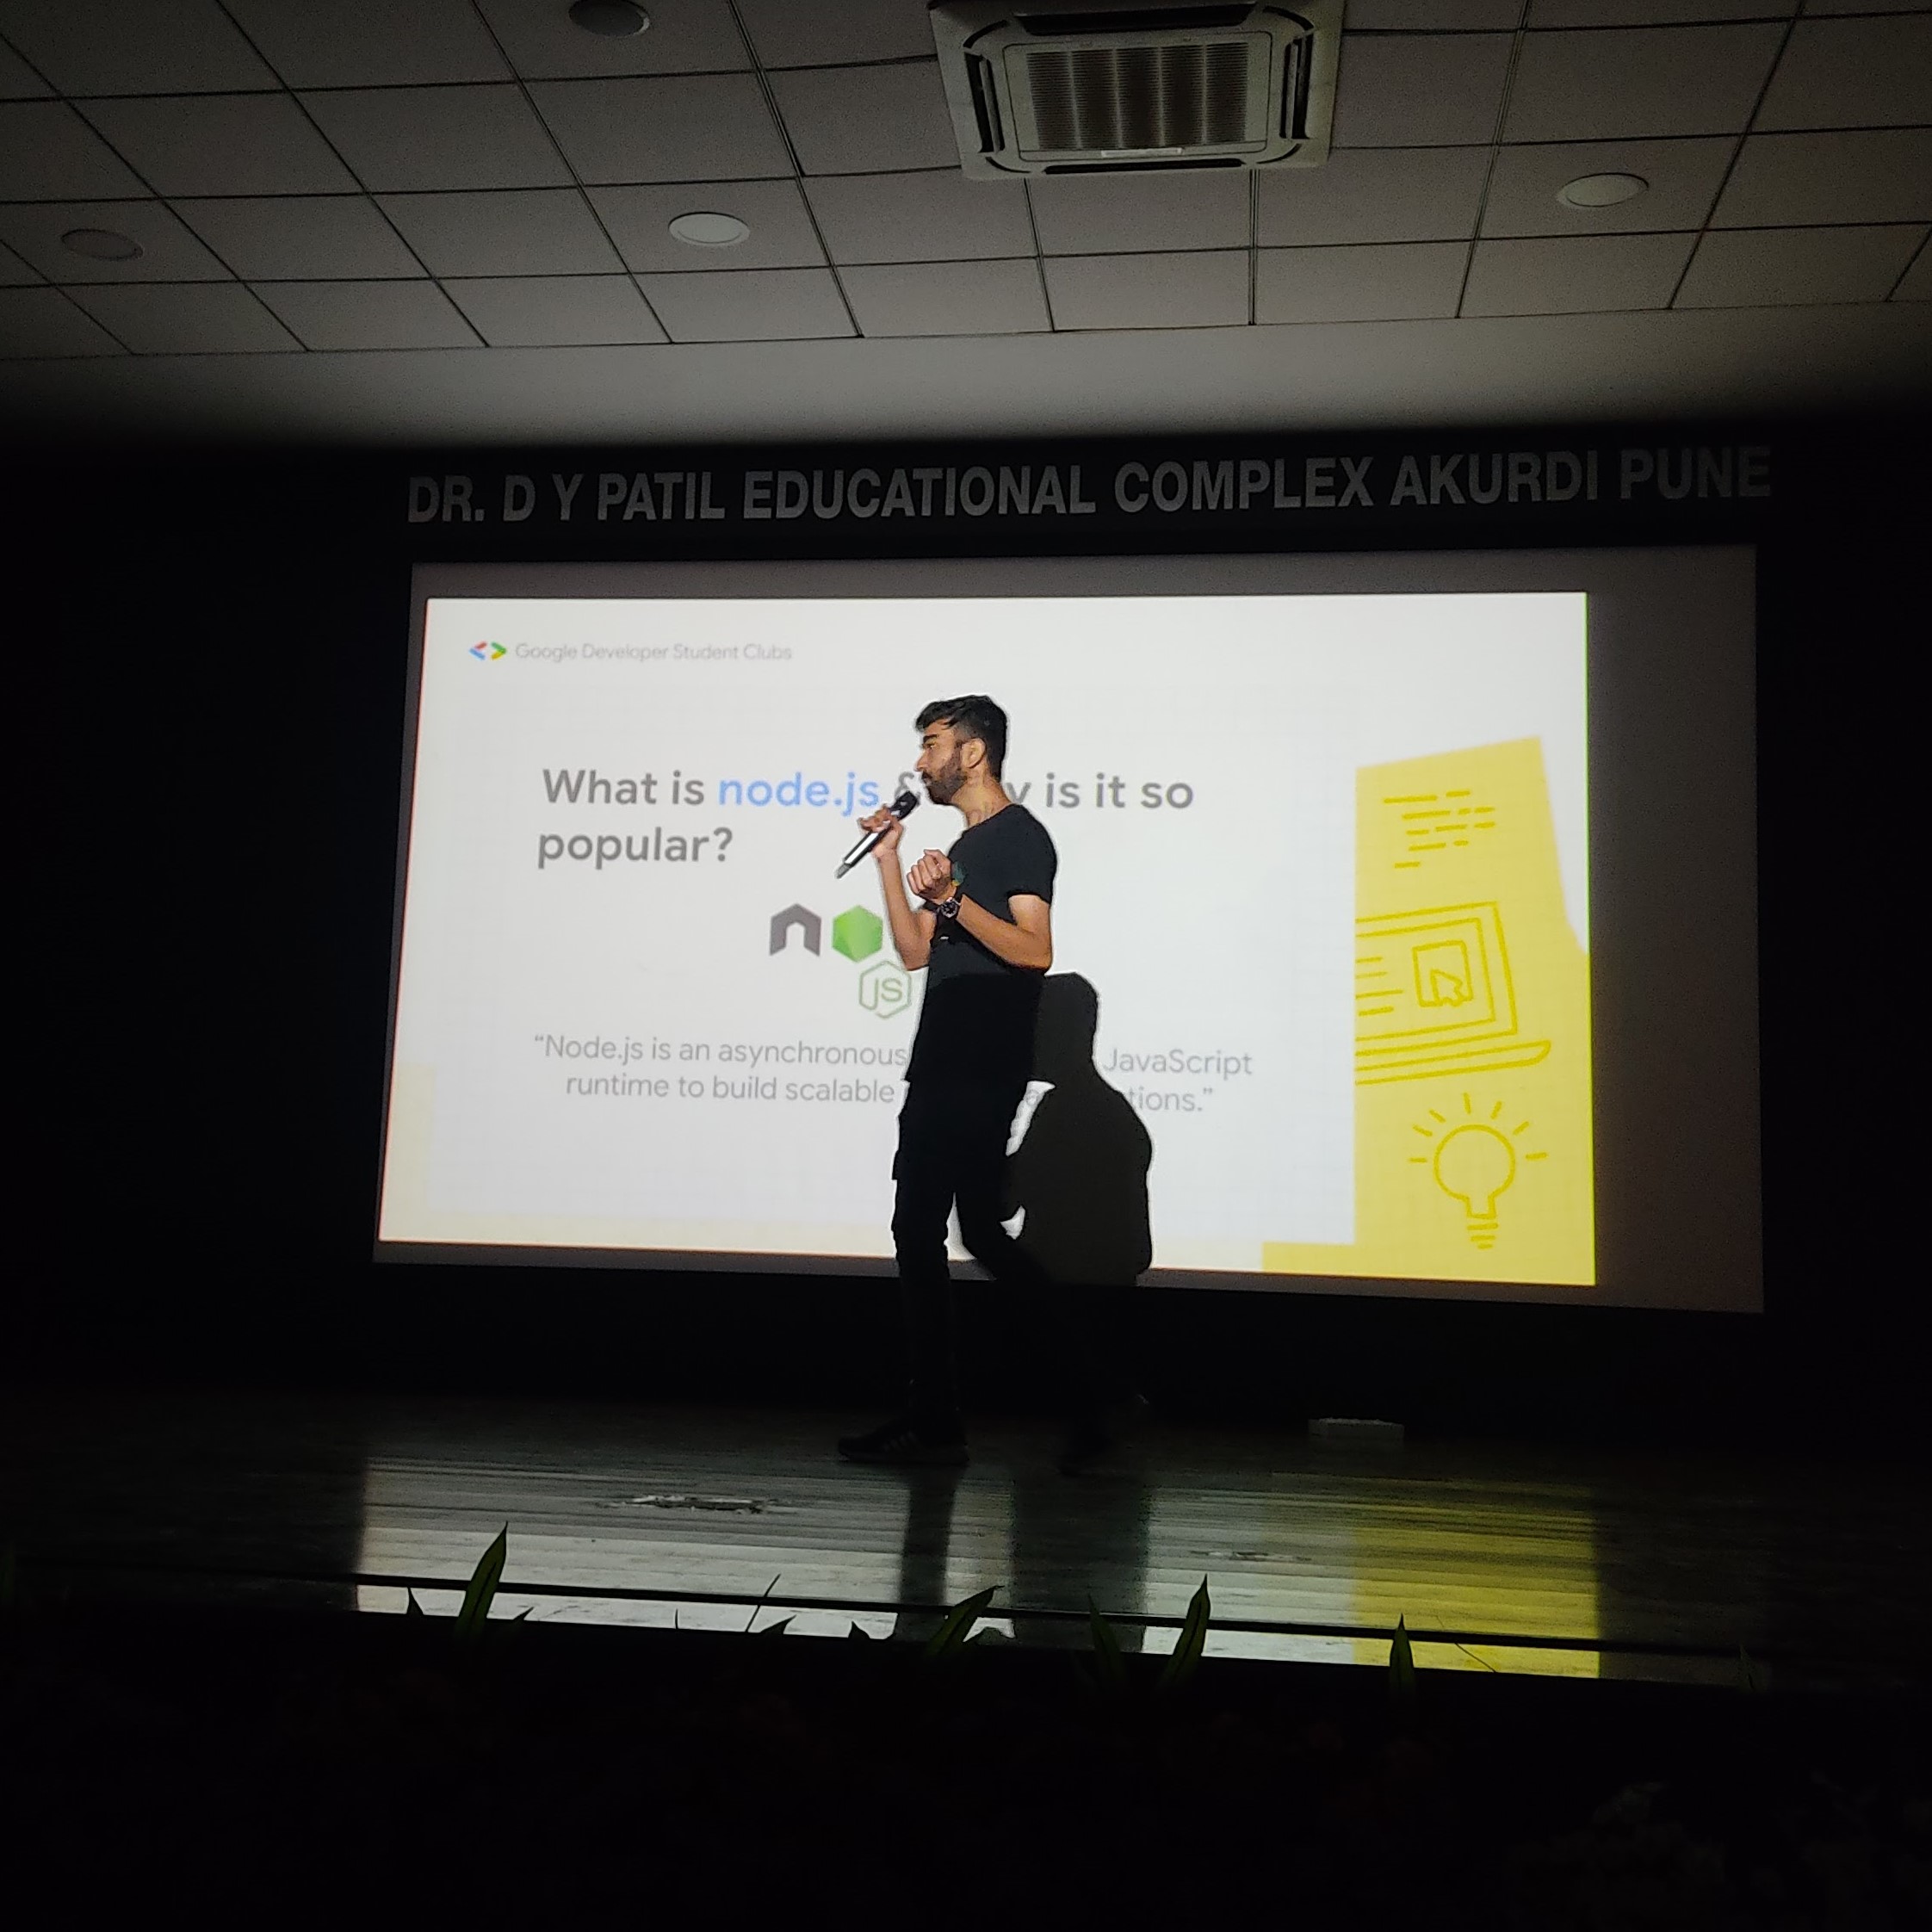 DR. D Y PATIL EDUCATIONAL COMPLEX AKURDI PUNE
Google Developer Student Clubs
What is node.js & is it so
popular?
JS
“Node.js is an asynchronous JavaScript
runtime to build scalable